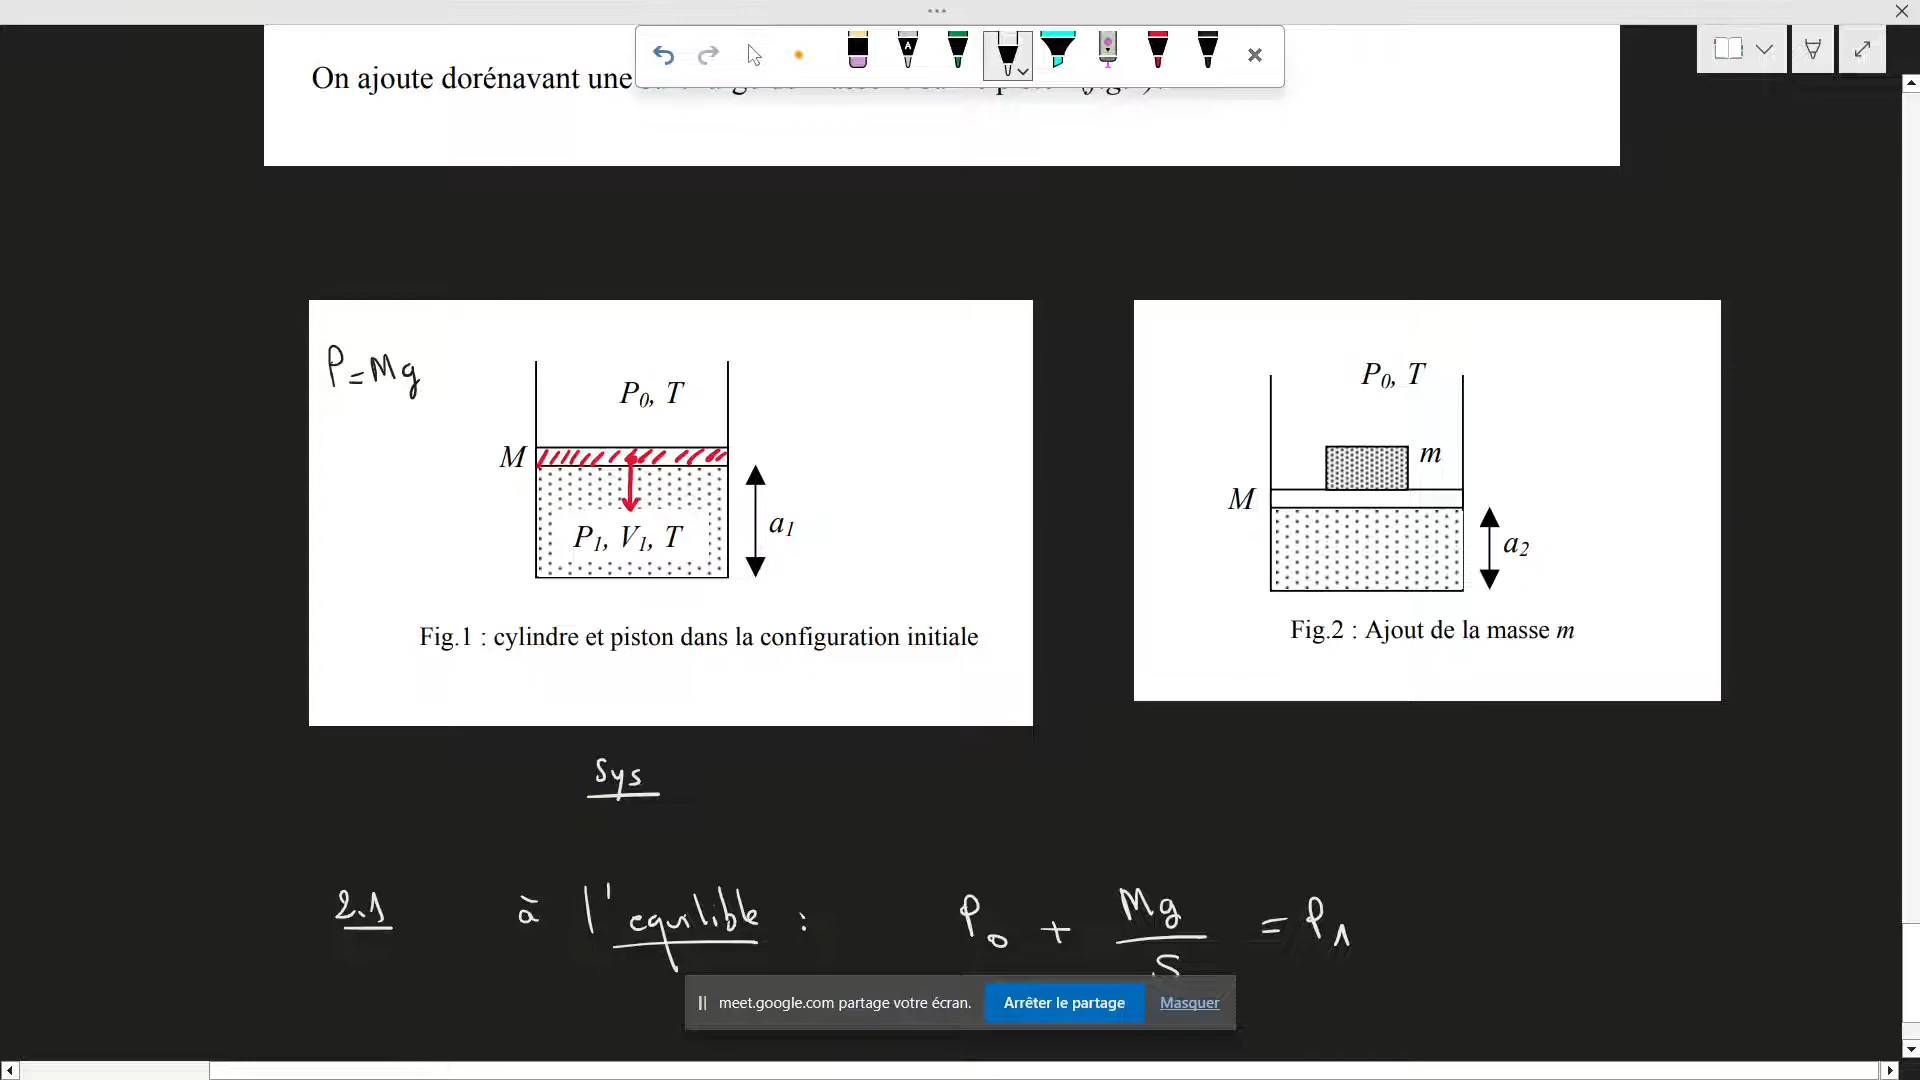 On ajoute dorénavant une
P = Mg
P0, T
M
P1, V1, T
a1
Fig.1 : cylindre et piston dans la configuration initiale
P0, T
m
M
a2
Fig.2 : Ajout de la masse m
Sys
2.1 à l'equilible : P0 + Mg/S = P1
meet.google.com partage votre écran. Arrêter le partage Masquer